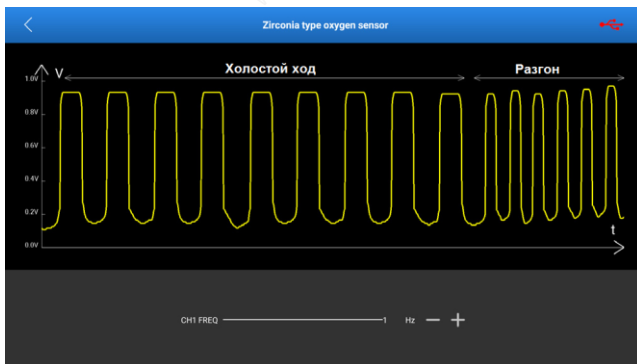 Zirconia type oxygen sensor
V Холостой ход Разгон
1.0V
0.8V
0.6V
0.4V
0.2V
t
0.0V
CH1 FREQ 1 Hz